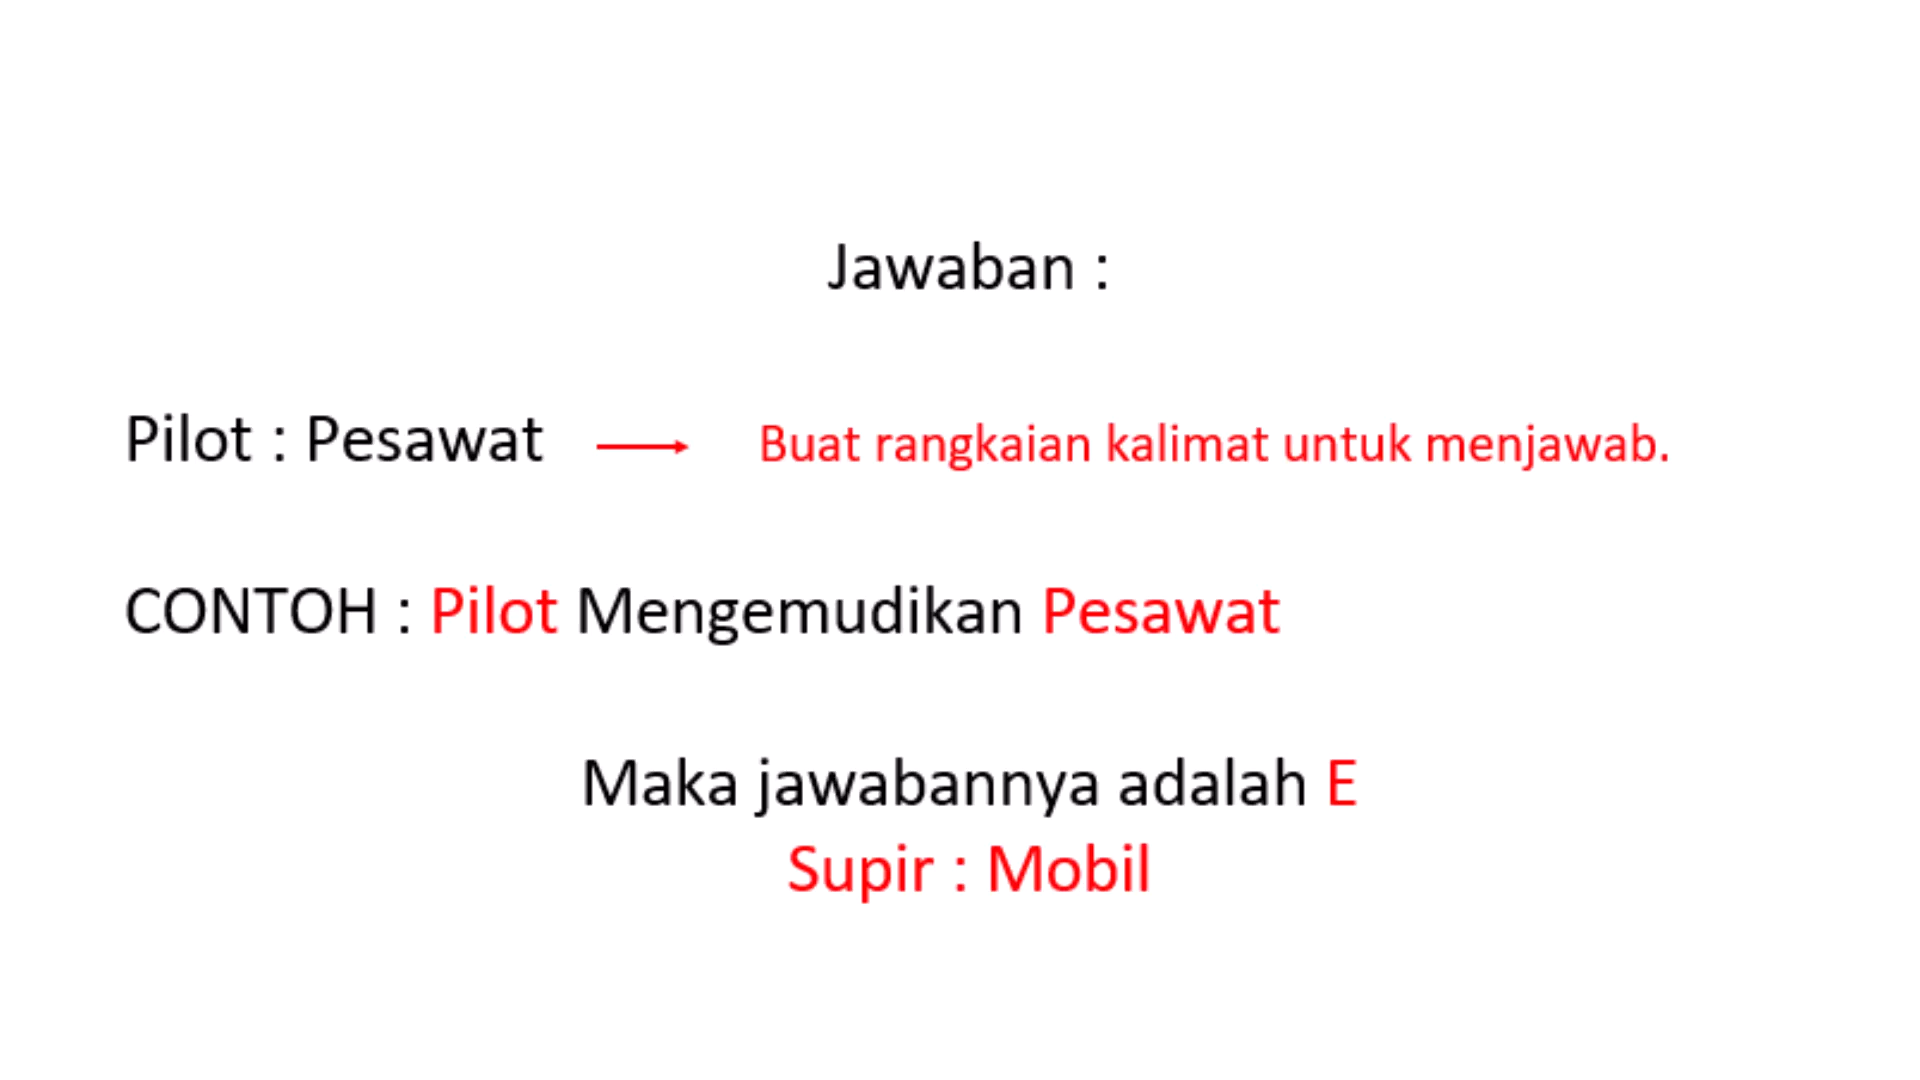 Jawaban :
Pilot : Pesawat → Buat rangkaian kalimat untuk menjawab.
CONTOH : Pilot Mengemudikan Pesawat
Maka jawabannya adalah E
Supir : Mobil